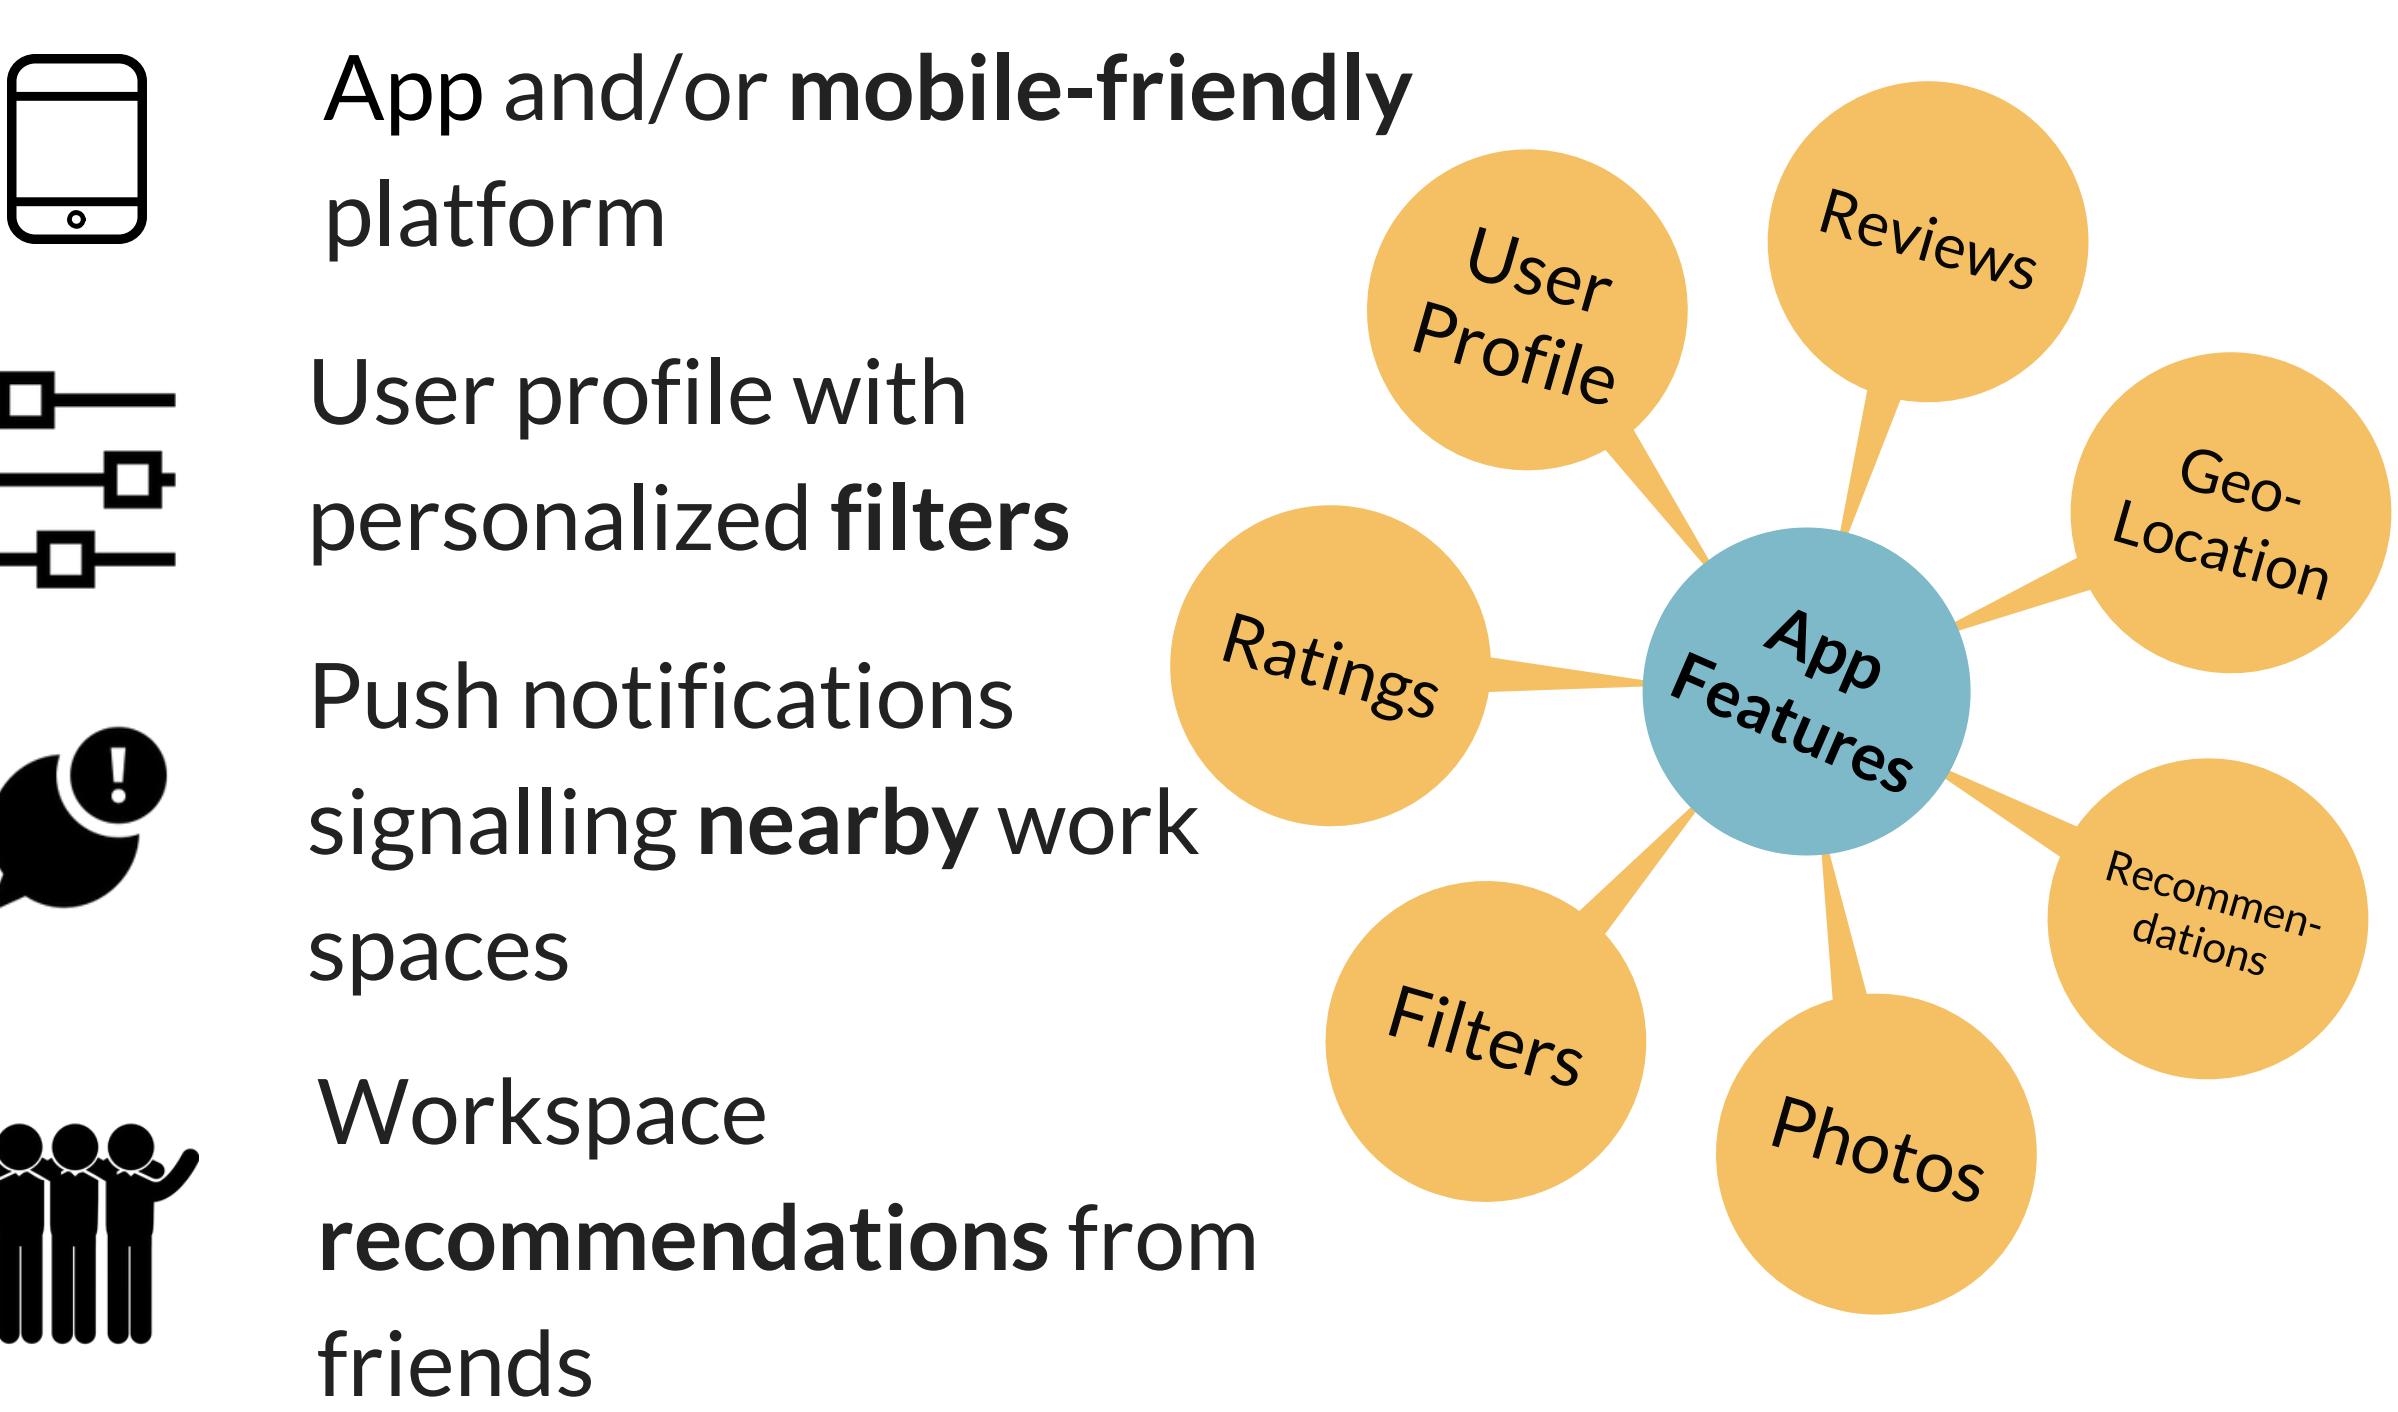 App and/or mobile-friendly
platform
User profile with
personalized filters
Push notifications
signalling nearby work
spaces
Workspace
recommendations from
friends
User
Profile
Reviews
Geo-
Location
Ratings
App
Features
Recommen-
dations
Filters
Photos